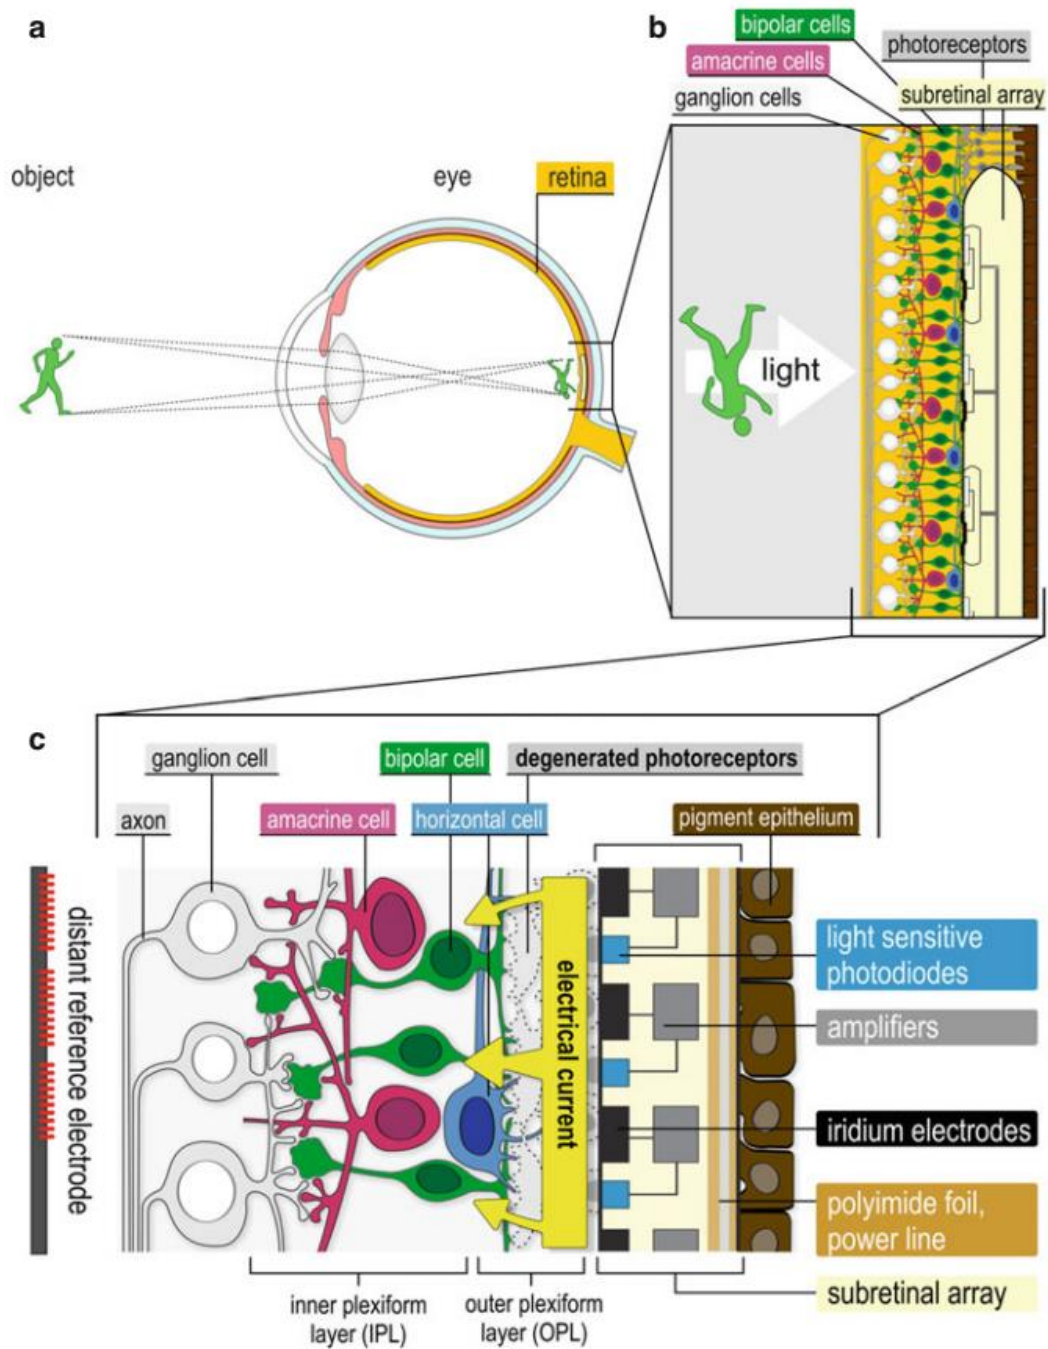 a
object
eye
retina
b
bipolar cells
photoreceptors
amacrine cells
ganglion cells
subretinal array
light
c
ganglion cell
bipolar cell
degenerated photoreceptors
axon
amacrine cell
horizontal cell
pigment epithelium
distant reference electrode
electrical current
light sensitive
photodiodes
amplifiers
iridium electrodes
polyimide foil,
power line
subretinal array
inner plexiform
layer (IPL)
outer plexiform
layer (OPL)